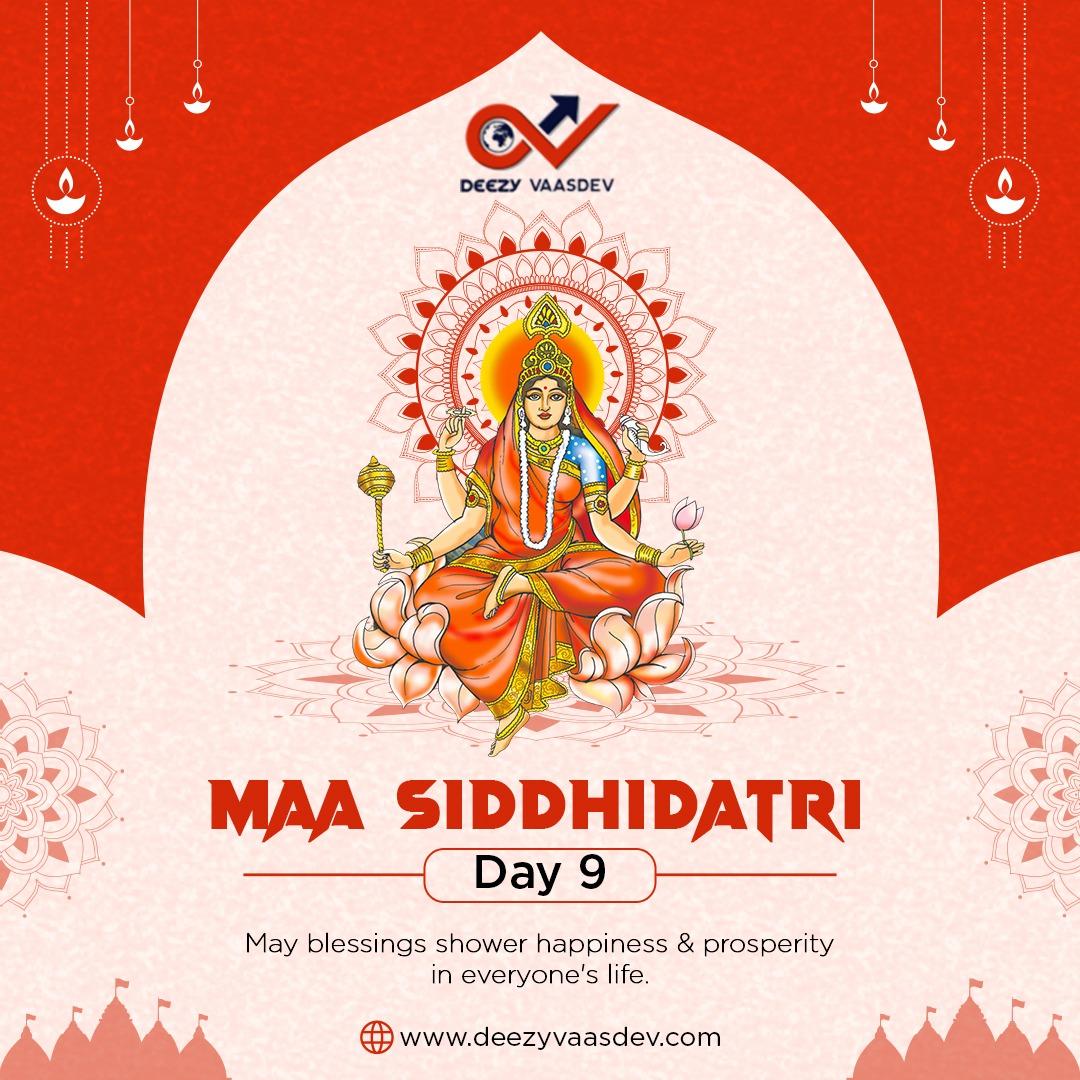 DEEZY VAASDEV
MAA SIDDHIDATRI
Day 9
May blessings shower happiness & prosperity
in everyone's life.
www.deezyvaasdev.com